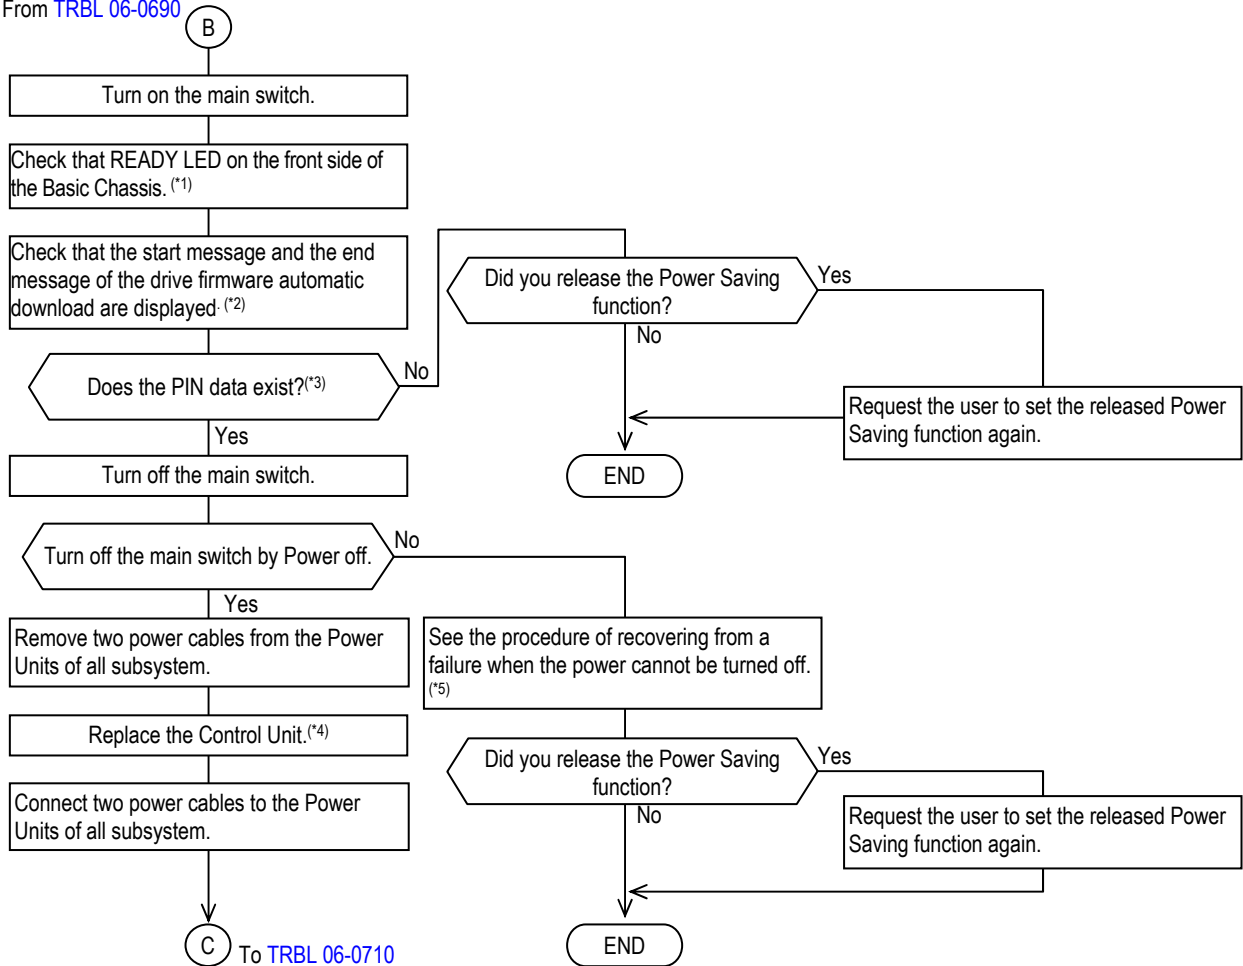 From TRBL 06-0690
B
Turn on the main switch.
Check that READY LED on the front side of
the Basic Chassis. (*1)
Check that the start message and the end
message of the drive firmware automatic
download are displayed. (*2)
Does the PIN data exist?(*3)
No
Yes
Did you release the Power Saving
function?
Yes
No
Request the user to set the released Power
Saving function again.
END
Turn off the main switch.
Turn off the main switch by Power off.
No
Yes
Remove two power cables from the Power
Units of all subsystem.
Replace the Control Unit.(*4)
Connect two power cables to the Power
Units of all subsystem.
C
To TRBL 06-0710
See the procedure of recovering from a
failure when the power cannot be turned off.
(*5)
Did you release the Power Saving
function?
Yes
No
Request the user to set the released Power
Saving function again.
END